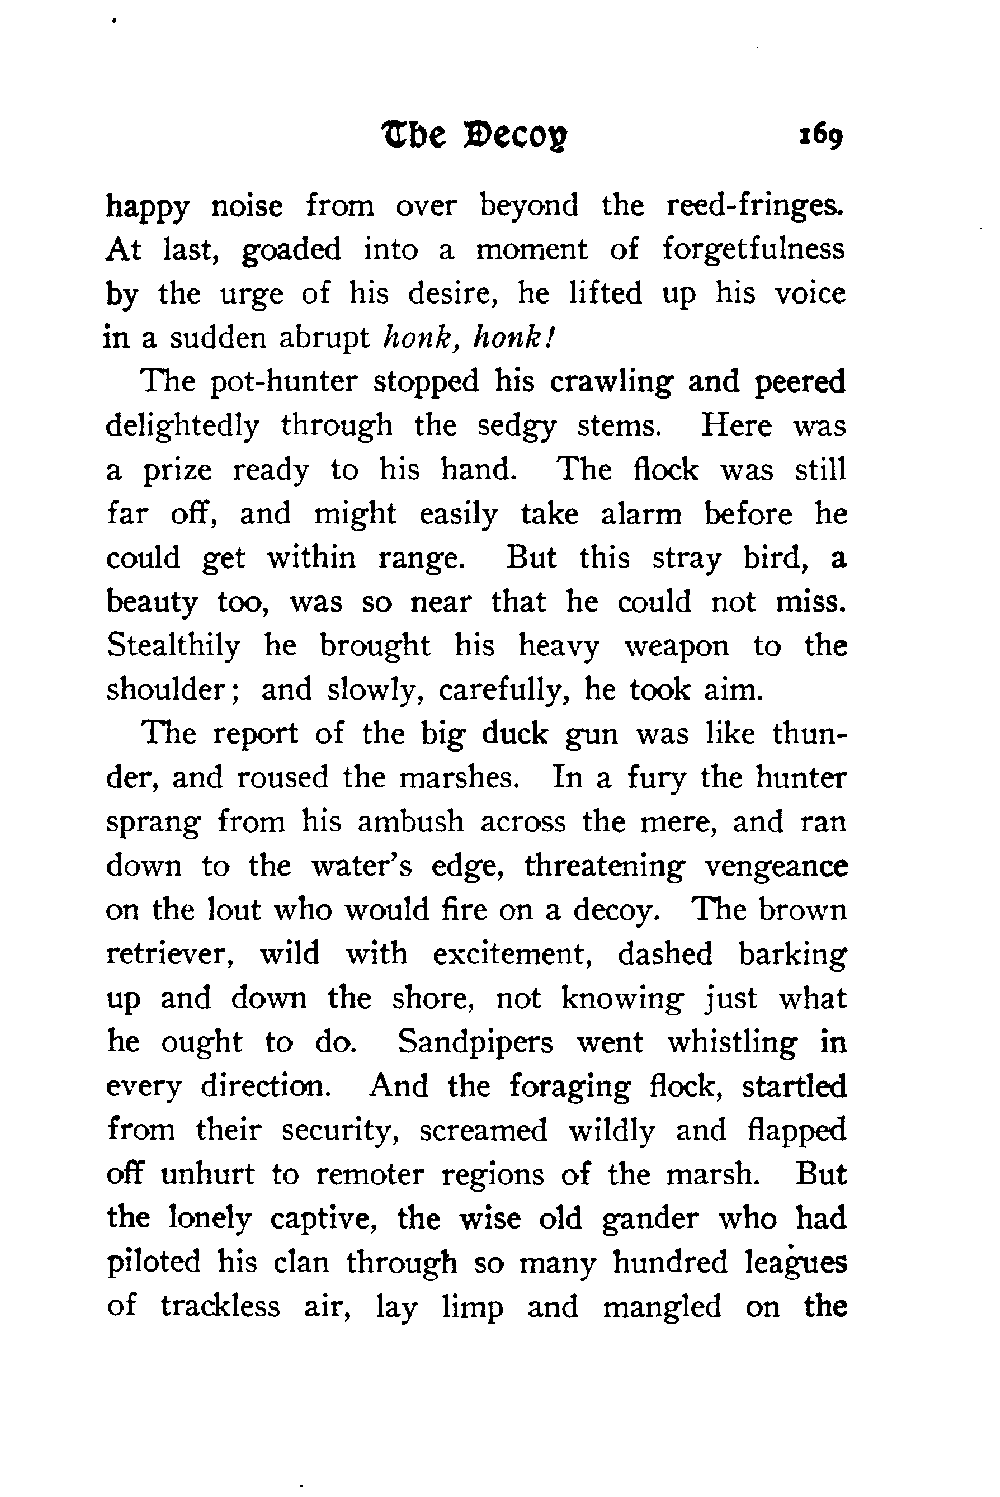 The Decoy 169
happy noise from over beyond the reed-fringes.
At last, goaded into a moment of forgetfulness
by the urge of his desire, he lifted up his voice
in a sudden abrupt honk, honk!
The pot-hunter stopped his crawling and peered
delightedly through the sedgy stems. Here was
a prize ready to his hand. The flock was still
far off, and might easily take alarm before he
could get within range. But this stray bird, a
beauty too, was so near that he could not miss.
Stealthily he brought his heavy weapon to the
shoulder; and slowly, carefully, he took aim.
The report of the big duck gun was like thun-
der, and roused the marshes. In a fury the hunter
sprang from his ambush across the mere, and ran
down to the water's edge, threatening vengeance
on the lout who would fire on a decoy. The brown
retriever, wild with excitement, dashed barking
up and down the shore, not knowing just what
he ought to do. Sandpipers went whistling in
every direction. And the foraging flock, startled
from their security, screamed wildly and flapped
off unhurt to remoter regions of the marsh. But
the lonely captive, the wise old gander who had
piloted his clan through so many hundred leagues
of trackless air, lay limp and mangled on the